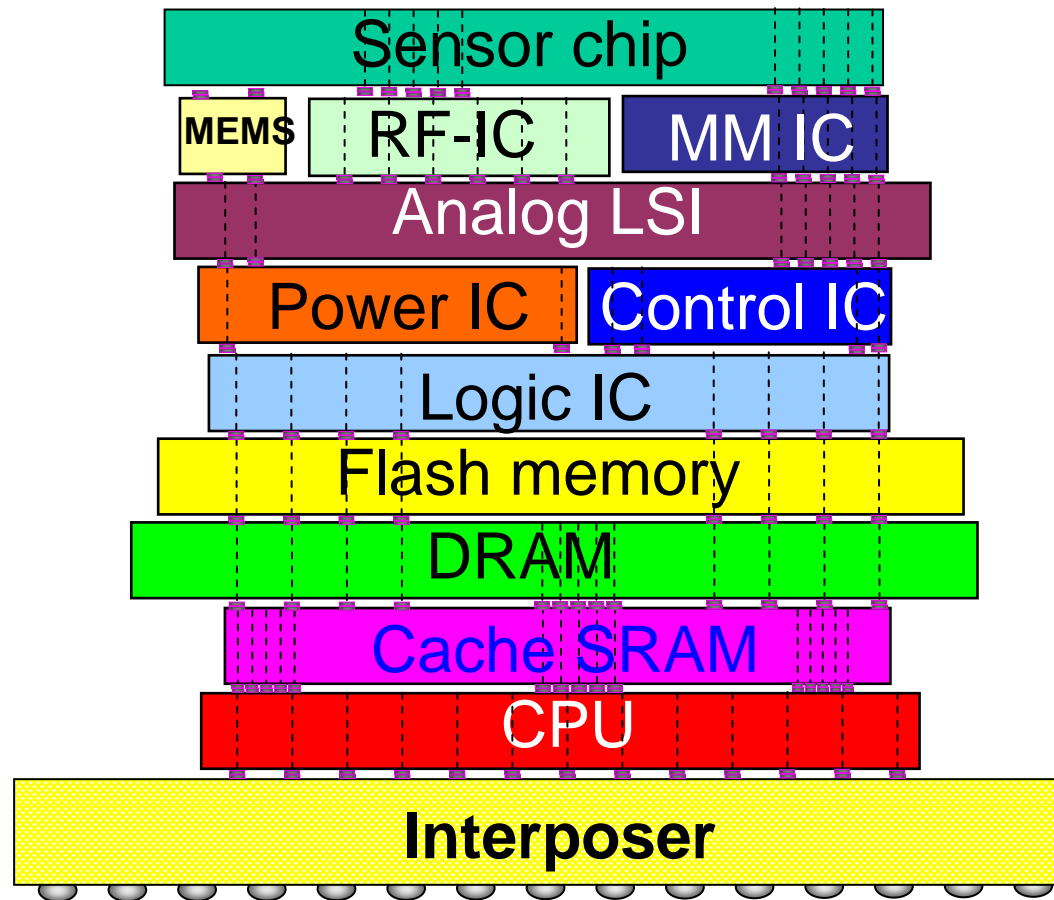 Sensor chip
MEMS
RF-IC
MM IC
Analog LSI
Power IC
Control IC
Logic IC
Flash memory
DRAM
Cache SRAM
CPU
Interposer